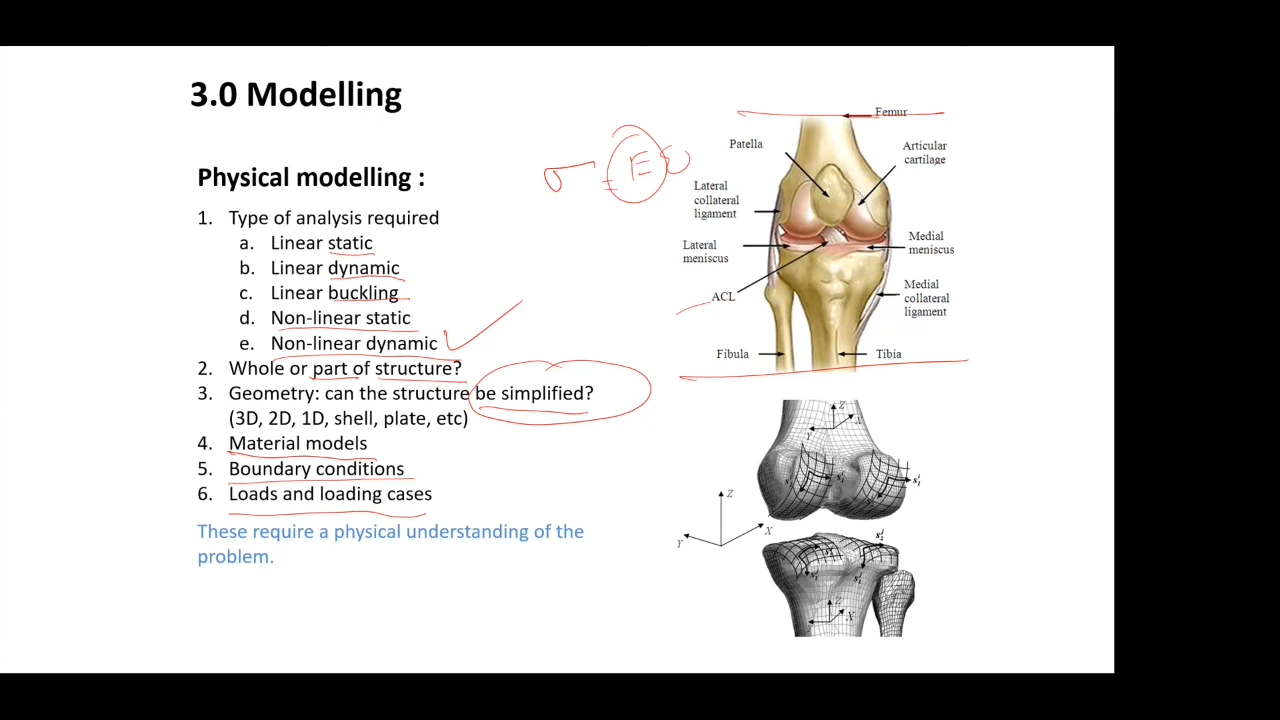 3.0 Modelling
Physical modelling :
1. Type of analysis required
a. Linear static
b. Linear dynamic
c. Linear buckling
d. Non-linear static
e. Non-linear dynamic
2. Whole or part of structure?
3. Geometry: can the structure be simplified?
(3D, 2D, 1D, shell, plate, etc)
4. Material models
5. Boundary conditions
6. Loads and loading cases
These require a physical understanding of the
problem.
σ = E ε
Femur
Patella
Articular
cartilage
Lateral
collateral
ligament
Lateral
meniscus
Medial
meniscus
ACL
Medial
collateral
ligament
Fibula
Tibia
Z
X
Y
Z
X
Y
Z
X